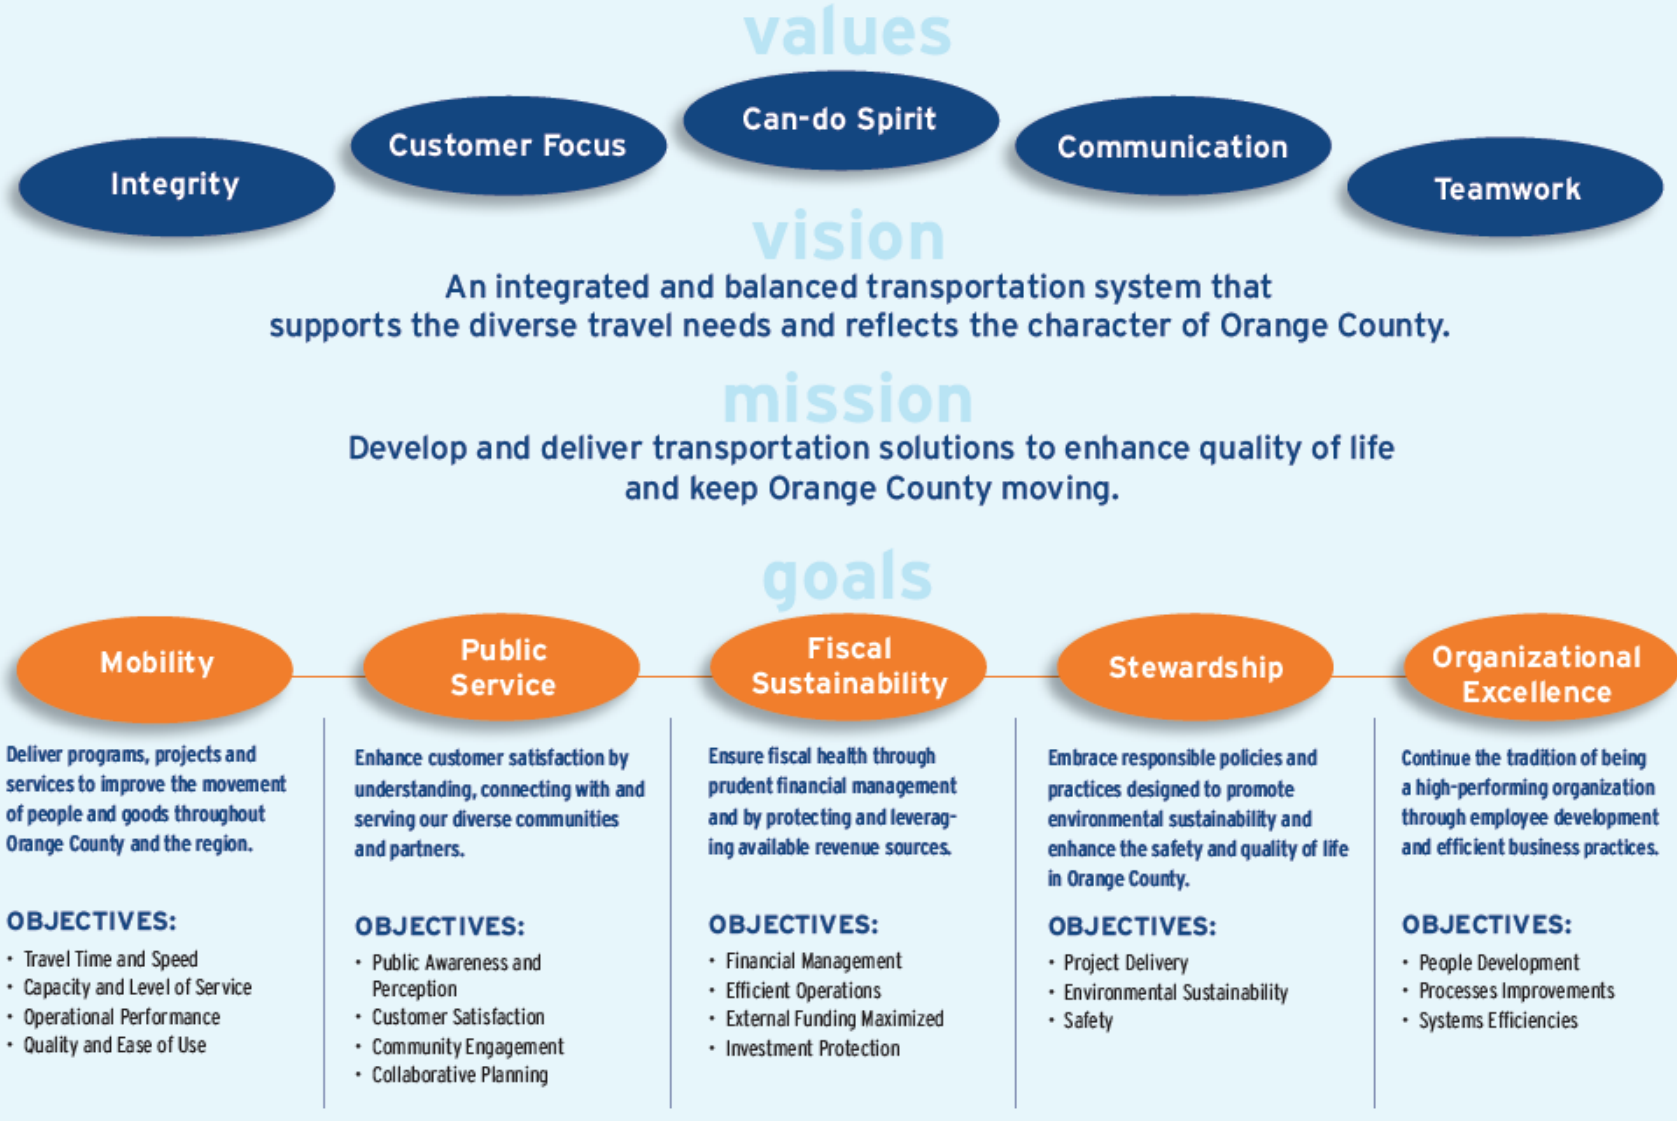 values
Integrity
Customer Focus
Can-do Spirit
Communication
Teamwork
vision
An integrated and balanced transportation system that
supports the diverse travel needs and reflects the character of Orange County.
mission
Develop and deliver transportation solutions to enhance quality of life
and keep Orange County moving.
goals
Mobility
Deliver programs, projects and
services to improve the movement
of people and goods throughout
Orange County and the region.
OBJECTIVES:
• Travel Time and Speed
• Capacity and Level of Service
• Operational Performance
• Quality and Ease of Use
Public
Service
Enhance customer satisfaction by
understanding, connecting with and
serving our diverse communities
and partners.
OBJECTIVES:
• Public Awareness and
Perception
• Customer Satisfaction
• Community Engagement
• Collaborative Planning
Fiscal
Sustainability
Ensure fiscal health through
prudent financial management
and by protecting and leverag-
ing available revenue sources.
OBJECTIVES:
• Financial Management
• Efficient Operations
• External Funding Maximized
• Investment Protection
Stewardship
Embrace responsible policies and
practices designed to promote
environmental sustainability and
enhance the safety and quality of life
in Orange County.
OBJECTIVES:
• Project Delivery
• Environmental Sustainability
• Safety
Organizational
Excellence
Continue the tradition of being
a high-performing organization
through employee development
and efficient business practices.
OBJECTIVES:
• People Development
• Processes Improvements
• Systems Efficiencies